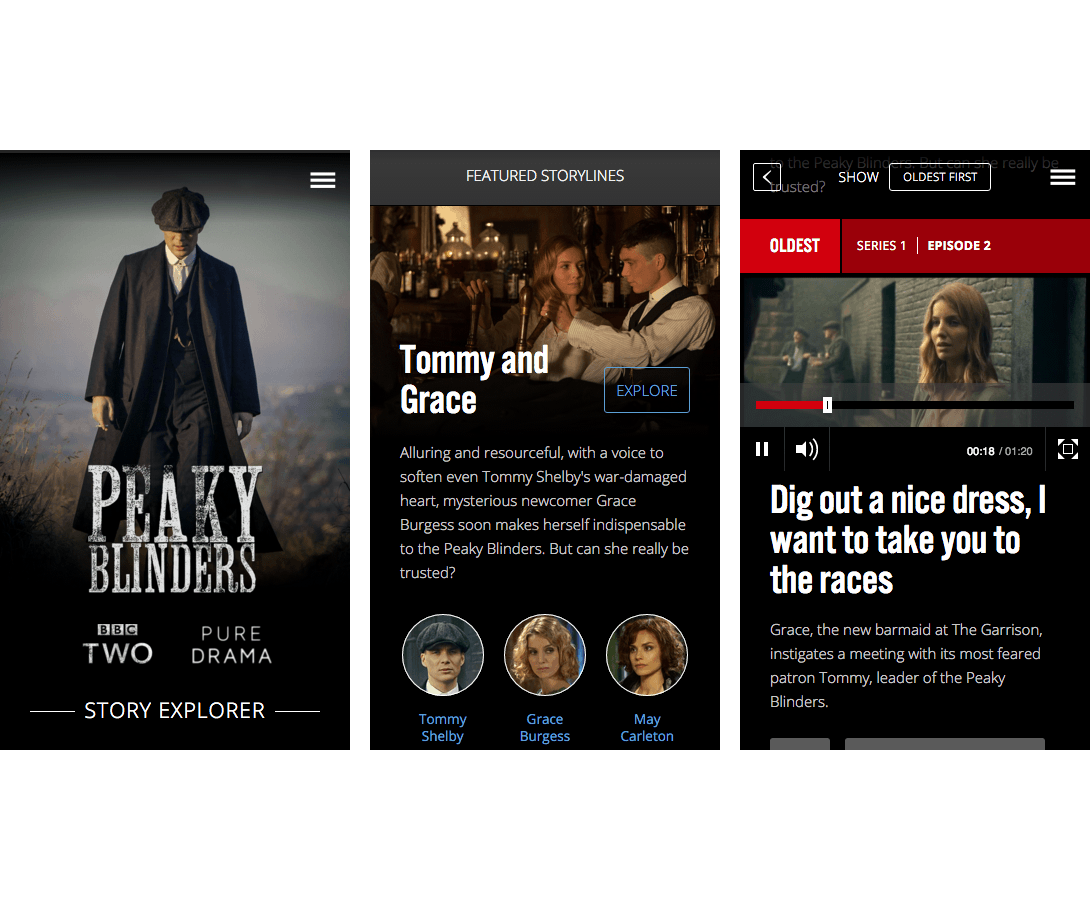 PEAKY
BLINDERS
BBC
TWO
PURE
DRAMA
STORY EXPLORER
FEATURED STORYLINES
Tommy and
Grace
EXPLORE
Alluring and resourceful, with a voice to
soften even Tommy Shelby's war-damaged
heart, mysterious newcomer Grace
Burgess soon makes herself indispensable
to the Peaky Blinders. But can she really be
trusted?
Tommy
Shelby
Grace
Burgess
May
Carleton
to the Peaky Blinders. But can she really be
trusted?
SHOW
OLDEST FIRST
OLDEST
SERIES 1 | EPISODE 2
00:18 / 01:20
Dig out a nice dress, I
want to take you to
the races
Grace, the new barmaid at The Garrison,
instigates a meeting with its most feared
patron Tommy, leader of the Peaky
Blinders.